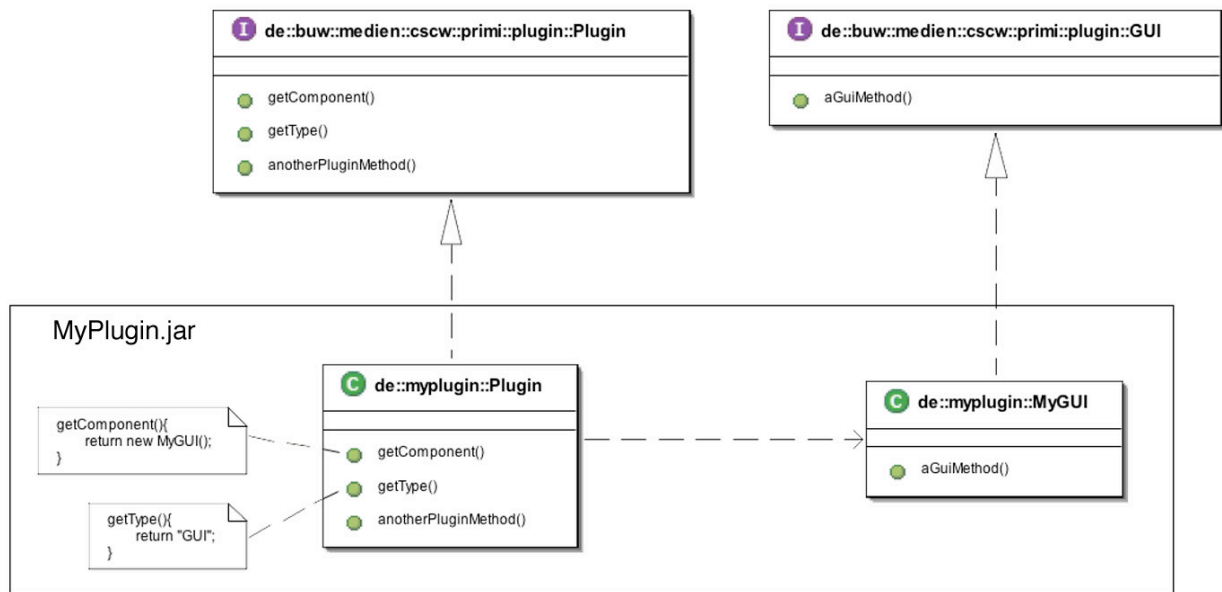 I de::buw::medien::cscw::primi::plugin::Plugin
getComponent()
getType()
anotherPluginMethod()
I de::buw::medien::cscw::primi::plugin::GUI
aGuiMethod()
MyPlugin.jar
getComponent(){
return new MyGUI();
}
getType(){
return "GUI";
}
C de::myplugin::Plugin
getComponent()
getType()
anotherPluginMethod()
C de::myplugin::MyGUI
aGuiMethod()